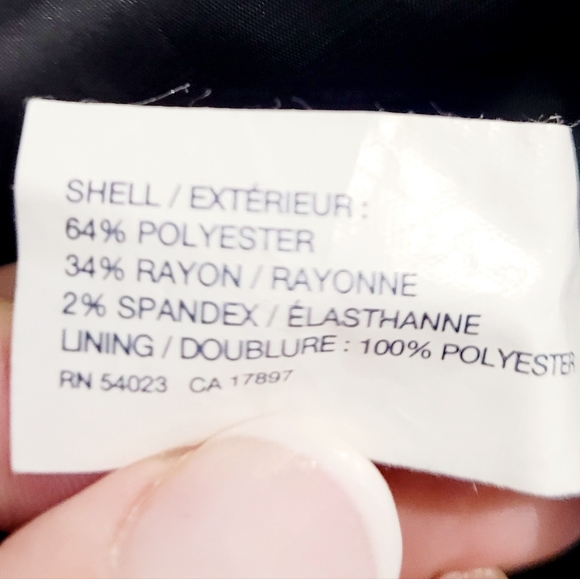 SHELL / EXTÉRIEUR :
64% POLYESTER
34% RAYON / RAYONNE
2% SPANDEX / ÉLASTHANNE
LINING / DOUBLURE : 100% POLYESTER
RN 54023 CA 17897